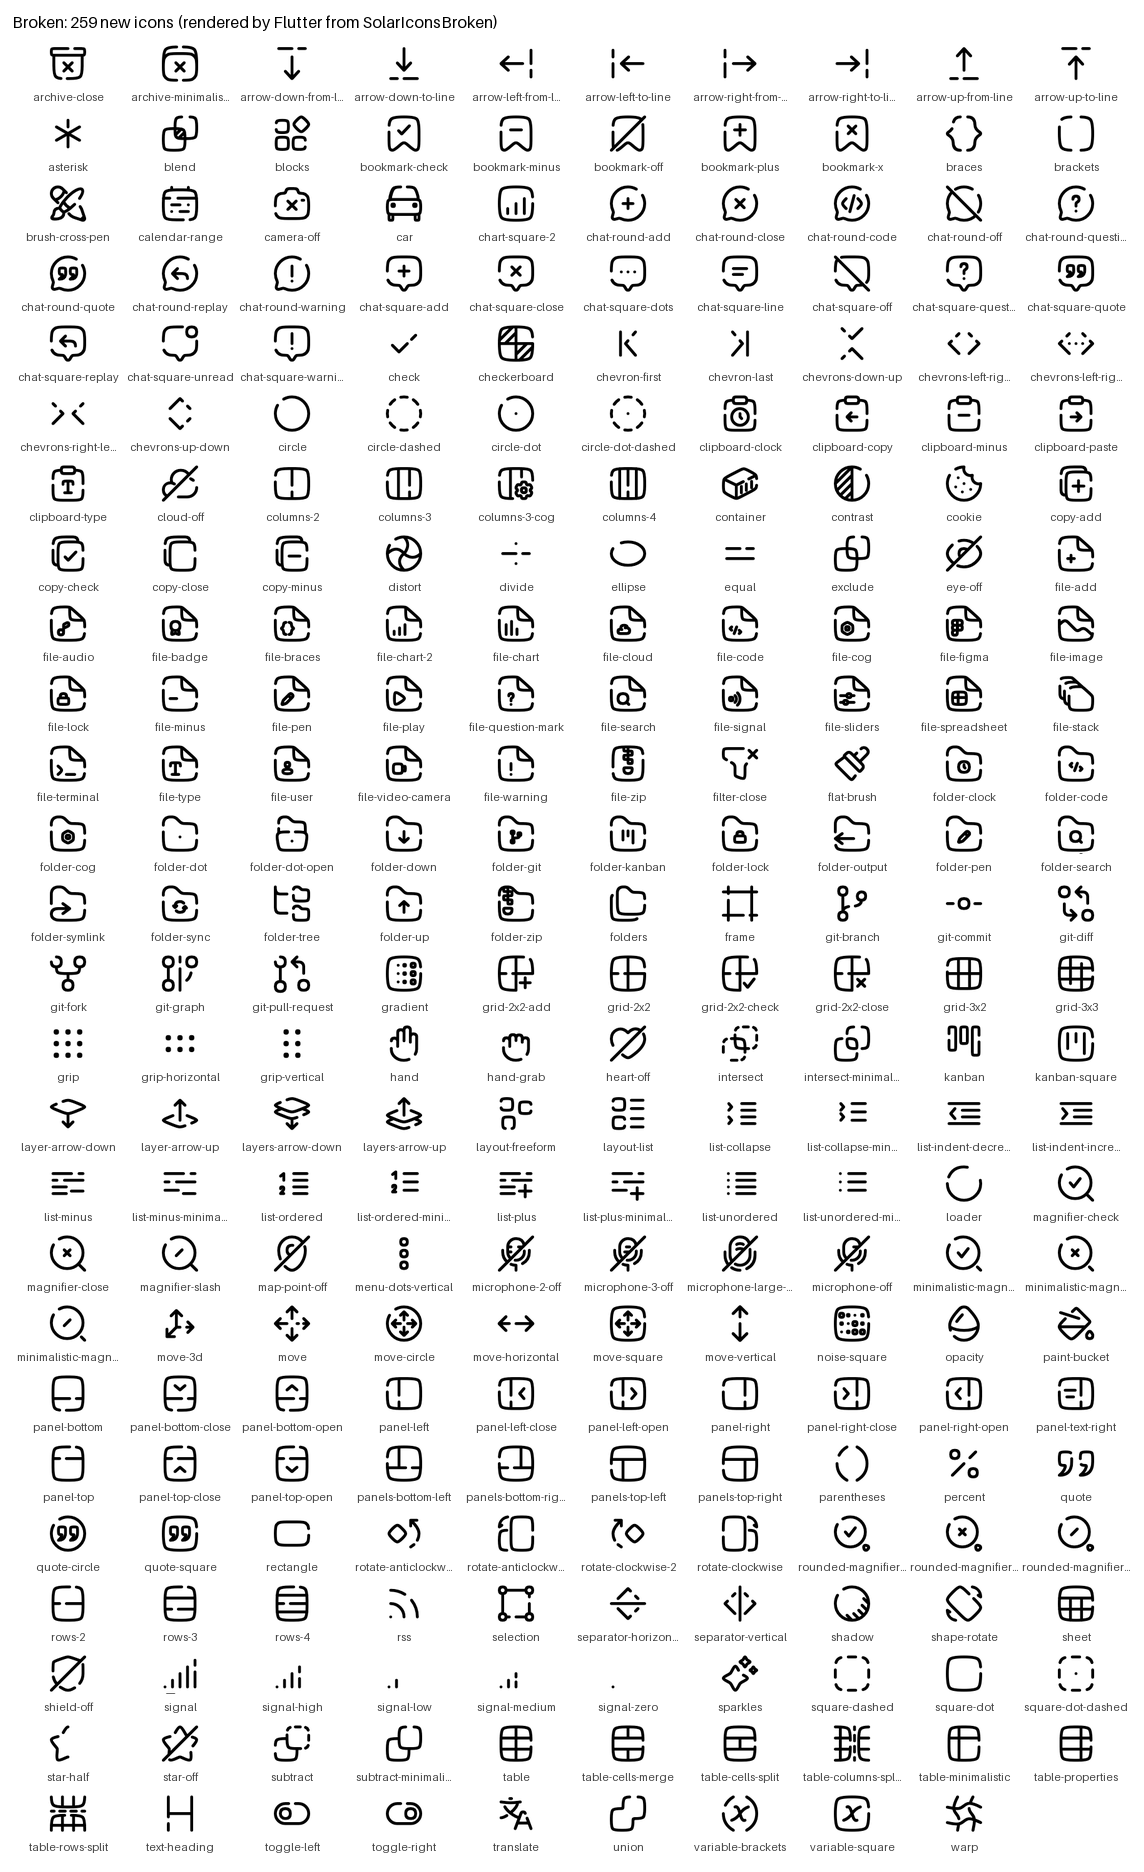 Broken: 259 new icons (rendered by Flutter from SolarIconsBroken)
archive-close archive-minimalis... arrow-down-from-l... arrow-down-to-line arrow-left-from-l... arrow-left-to-line arrow-right-from-... arrow-right-to-li... arrow-up-from-line arrow-up-to-line
asterisk blend blocks bookmark-check bookmark-minus bookmark-off bookmark-plus bookmark-x braces brackets
brush-cross-pen calendar-range camera-off car chart-square-2 chat-round-add chat-round-close chat-round-code chat-round-off chat-round-questi...
chat-round-quote chat-round-replay chat-round-warning chat-square-add chat-square-close chat-square-dots chat-square-line chat-square-off chat-square-quest... chat-square-quote
chat-square-replay chat-square-unread chat-square-warni... check checkerboard chevron-first chevron-last chevrons-down-up chevrons-left-rig... chevrons-left-rig...
chevrons-right-le... chevrons-up-down circle circle-dashed circle-dot circle-dot-dashed clipboard-clock clipboard-copy clipboard-minus clipboard-paste
clipboard-type cloud-off columns-2 columns-3 columns-3-cog columns-4 container contrast cookie copy-add
copy-check copy-close copy-minus distort divide ellipse equal exclude eye-off file-add
file-audio file-badge file-braces file-chart-2 file-chart file-cloud file-code file-cog file-figma file-image
file-lock file-minus file-pen file-play file-question-mark file-search file-signal file-sliders file-spreadsheet file-stack
file-terminal file-type file-user file-video-camera file-warning file-zip filter-close flat-brush folder-clock folder-code
folder-cog folder-dot folder-dot-open folder-down folder-git folder-kanban folder-lock folder-output folder-pen folder-search
folder-symlink folder-sync folder-tree folder-up folder-zip folders frame git-branch git-commit git-diff
git-fork git-graph git-pull-request gradient grid-2x2-add grid-2x2 grid-2x2-check grid-2x2-close grid-3x2 grid-3x3
grip grip-horizontal grip-vertical hand hand-grab heart-off intersect intersect-minimal... kanban kanban-square
layer-arrow-down layer-arrow-up layers-arrow-down layers-arrow-up layout-freeform layout-list list-collapse list-collapse-min... list-indent-decre... list-indent-incre...
list-minus list-minus-minima... list-ordered list-ordered-mini... list-plus list-plus-minimal... list-unordered list-unordered-mi... loader magnifier-check
magnifier-close magnifier-slash map-point-off menu-dots-vertical microphone-2-off microphone-3-off microphone-large-... microphone-off minimalistic-magn... minimalistic-magn...
minimalistic-magn... move-3d move move-circle move-horizontal move-square move-vertical noise-square opacity paint-bucket
panel-bottom panel-bottom-close panel-bottom-open panel-left panel-left-close panel-left-open panel-right panel-right-close panel-right-open panel-text-right
panel-top panel-top-close panel-top-open panels-bottom-left panels-bottom-rig... panels-top-left panels-top-right parentheses percent quote
quote-circle quote-square rectangle rotate-anticlockw... rotate-anticlockw... rotate-clockwise-2 rotate-clockwise rounded-magnifier... rounded-magnifier... rounded-magnifier...
rows-2 rows-3 rows-4 rss selection separator-horizon... separator-vertical shadow shape-rotate sheet
shield-off signal signal-high signal-low signal-medium signal-zero sparkles square-dashed square-dot square-dot-dashed
star-half star-off subtract subtract-minimali... table table-cells-merge table-cells-split table-columns-spl... table-minimalistic table-properties
table-rows-split text-heading toggle-left toggle-right translate union variable-brackets variable-square warp